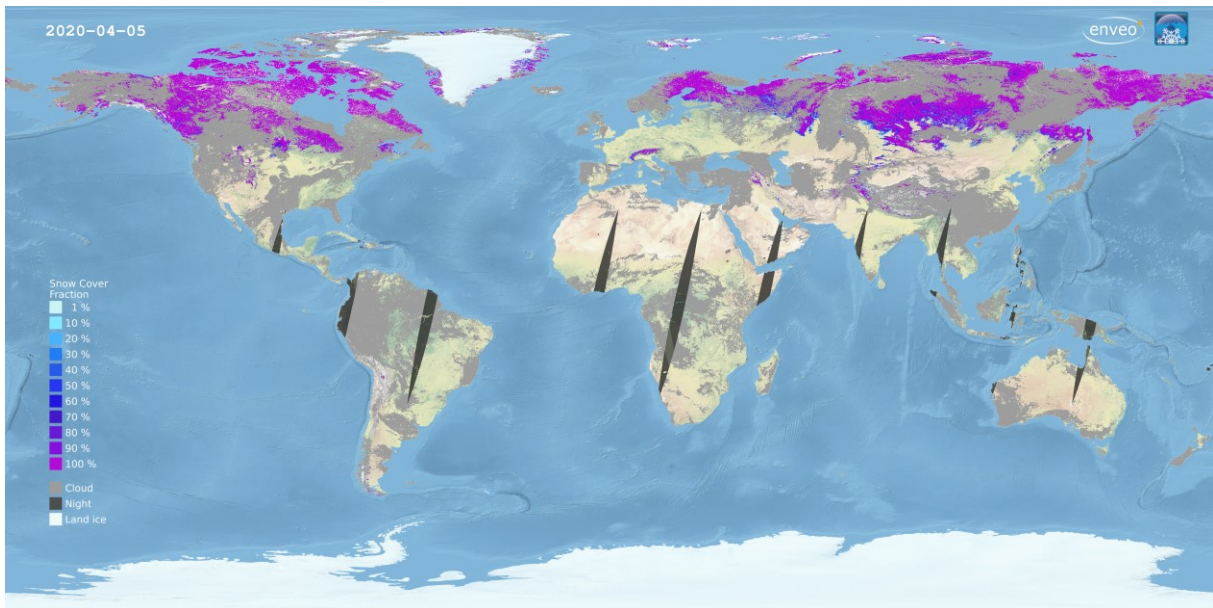 2020-04-05
enveo
Snow Cover
Fraction
1 %
10 %
20 %
30 %
40 %
50 %
60 %
70 %
80 %
90 %
100 %
Cloud
Night
Land ice